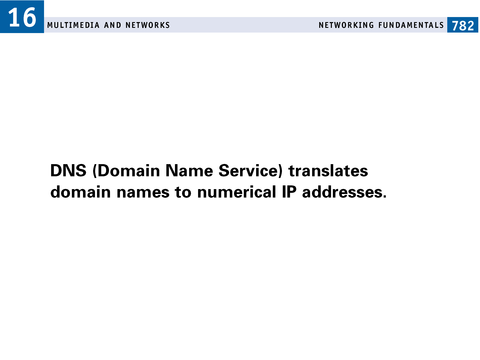 16
MULTIMEDIA AND NETWORKS
NETWORKING FUNDAMENTALS 782
DNS (Domain Name Service) translates
domain names to numerical IP addresses.